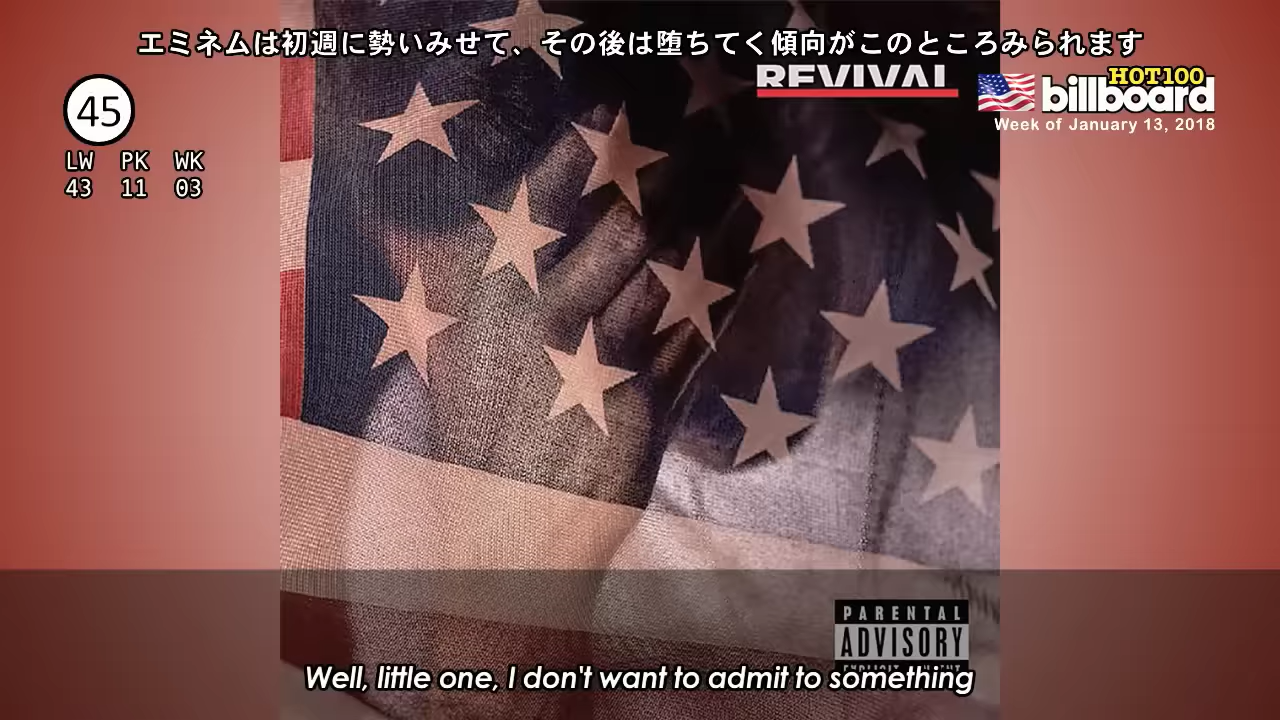 エミネムは初週に勢いみせて、その後は堕ちてく傾向がこのところみられます
REVIVAL
HOT100
billboard
Week of January 13, 2018
45
LW PK WK
43 11 03
PARENTAL
ADVISORY
Well, little one, I don't want to admit to something